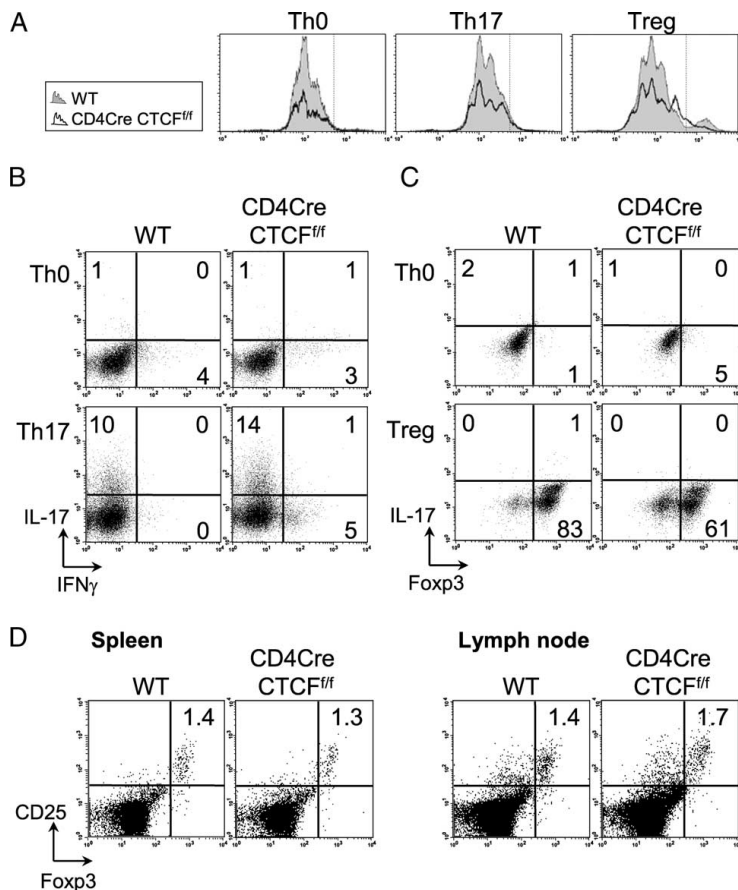 A
Th0
Th17
Treg
WT
CD4Cre CTCFf/f
B
WT
CD4Cre
CTCFf/f
Th0
1
0
4
1
1
3
Th17
10
0
0
14
1
5
IL-17
IFNγ
C
WT
CD4Cre
CTCFf/f
Th0
2
1
1
1
0
5
Treg
0
1
83
0
0
61
IL-17
Foxp3
D
Spleen
WT
CD4Cre
CTCFf/f
1.4
1.3
CD25
Foxp3
Lymph node
WT
CD4Cre
CTCFf/f
1.4
1.7